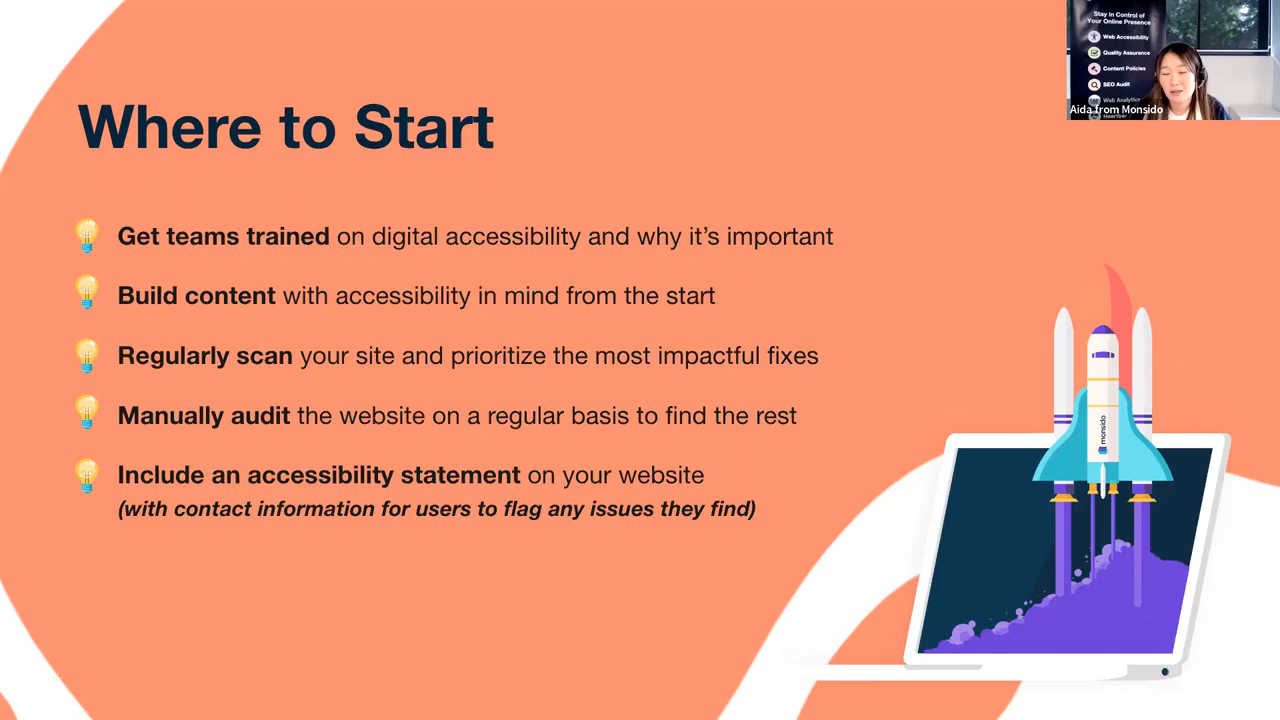 Where to Start
Get teams trained on digital accessibility and why it’s important
Build content with accessibility in mind from the start
Regularly scan your site and prioritize the most impactful fixes
Manually audit the website on a regular basis to find the rest
Include an accessibility statement on your website
(with contact information for users to flag any issues they find)
monsido
Stay in Control of
Your Online Presence
Web Accessibility
Quality Assurance
Content Policies
SEO Audit
Web Analytics
Heartbeat
Aida from Monsido